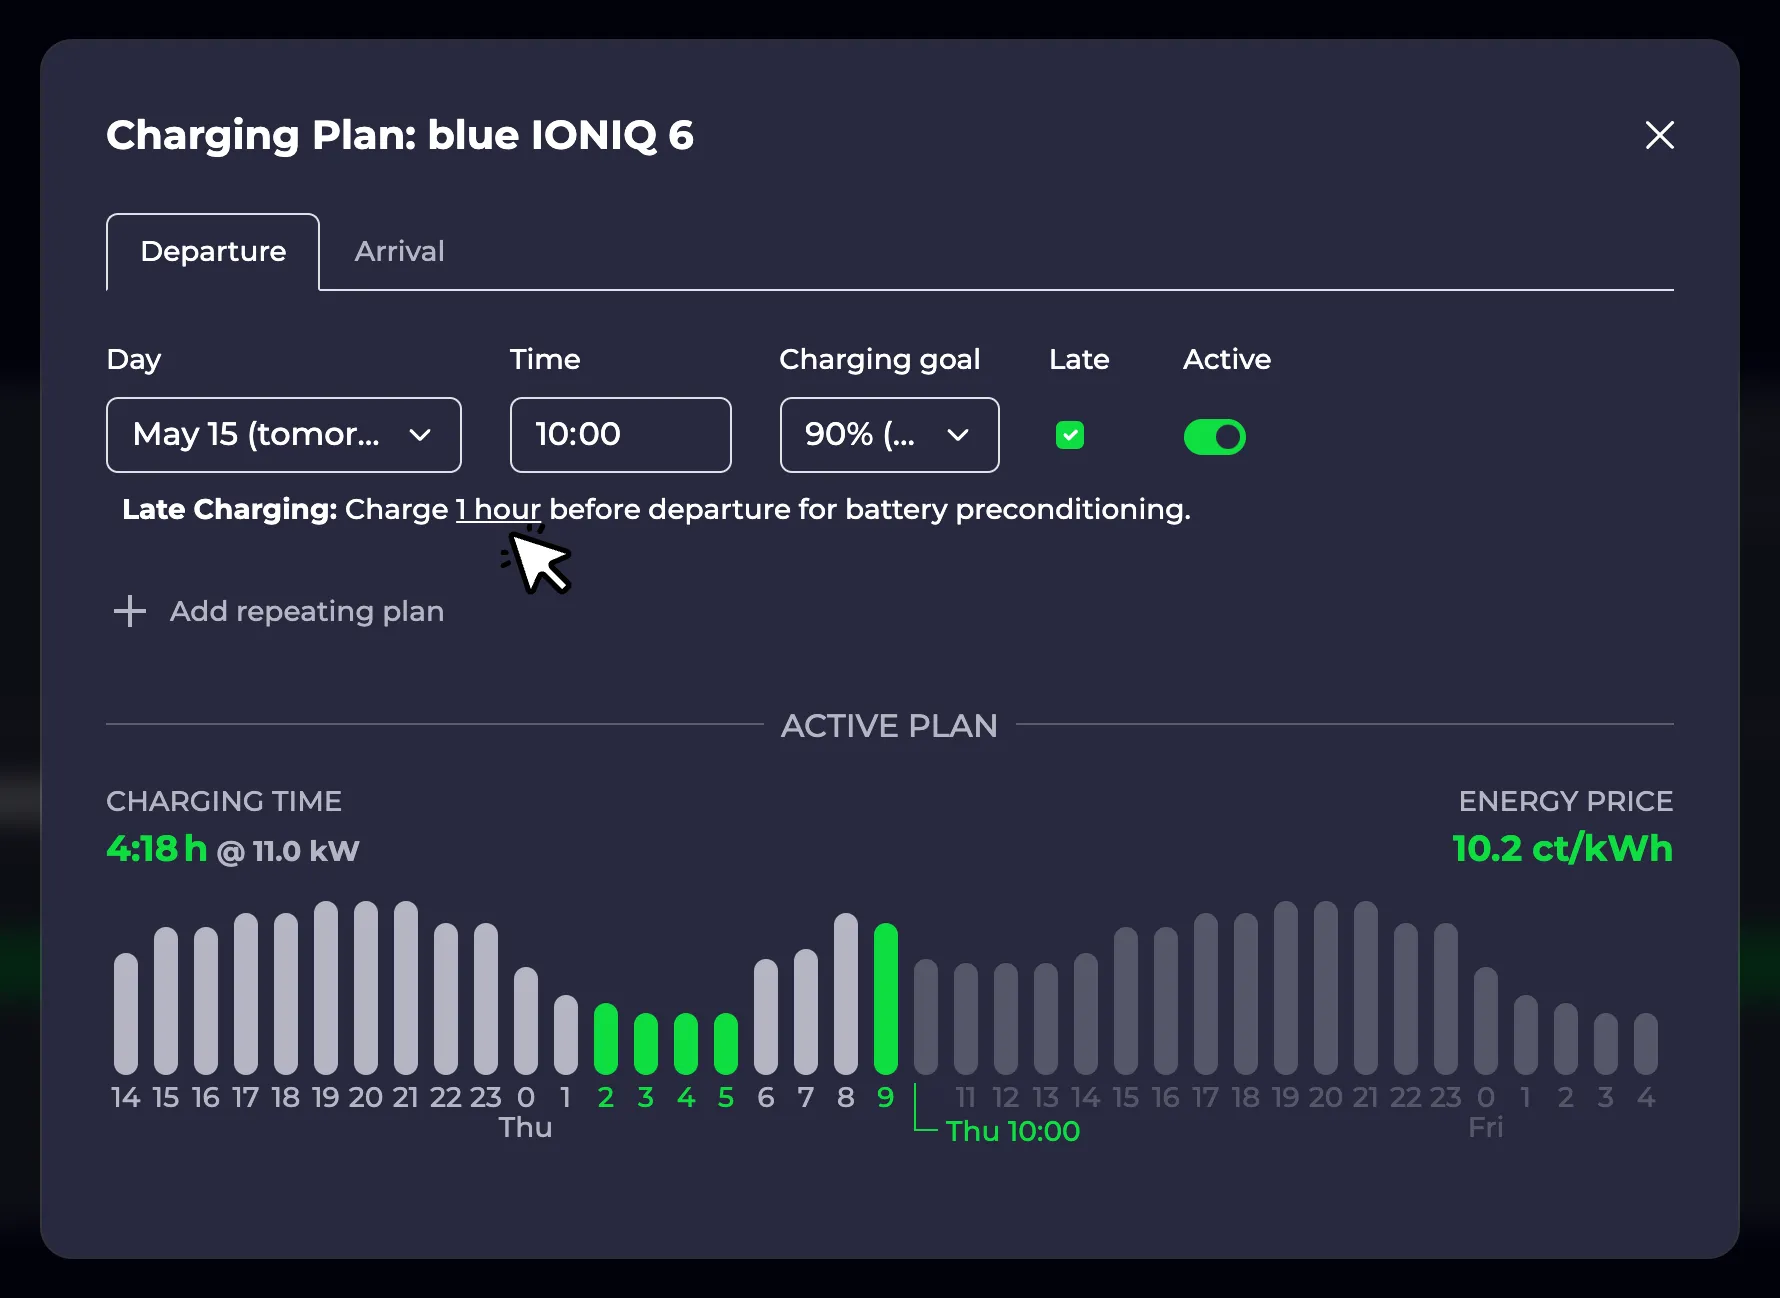 Charging Plan: blue IONIQ 6
Departure Arrival
Day Time Charging goal Late Active
May 15 (tomor... 10:00 90% (...
Late Charging: Charge 1 hour before departure for battery preconditioning.
Add repeating plan
ACTIVE PLAN
CHARGING TIME ENERGY PRICE
4:18 h @ 11.0 kW 10.2 ct/kWh
14 15 16 17 18 19 20 21 22 23 0 1 2 3 4 5 6 7 8 9 11 12 13 14 15 16 17 18 19 20 21 22 23 0 1 2 3 4
Thu Thu 10:00 Fri